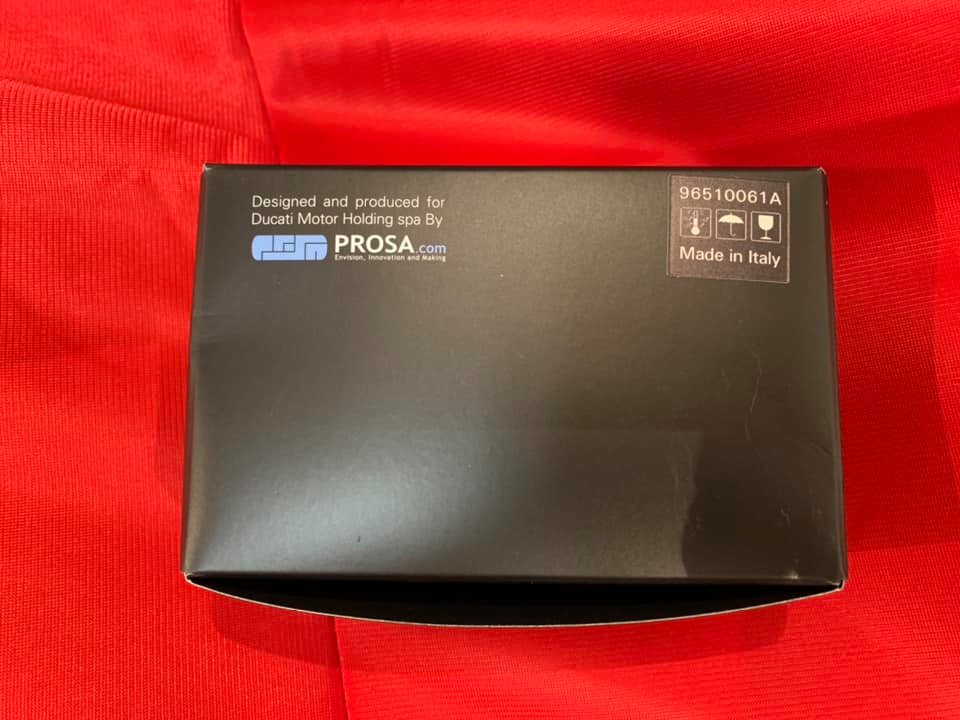 Designed and produced for
Ducati Motor Holding spa By
PROSA.com
Envision, Innovation and Making
96510061A
Made in Italy